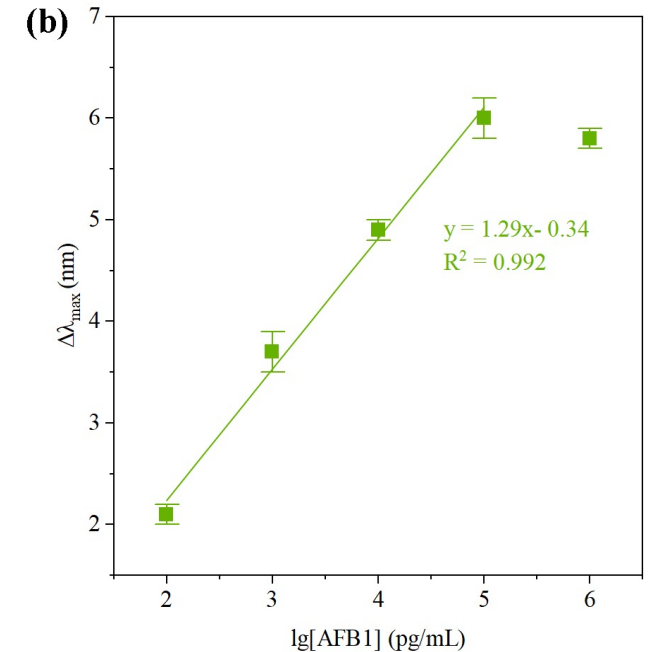 (b)
7
6
5
4
3
2
Δλmax (nm)
y = 1.29x- 0.34
R² = 0.992
2 3 4 5 6
lg[AFB1] (pg/mL)